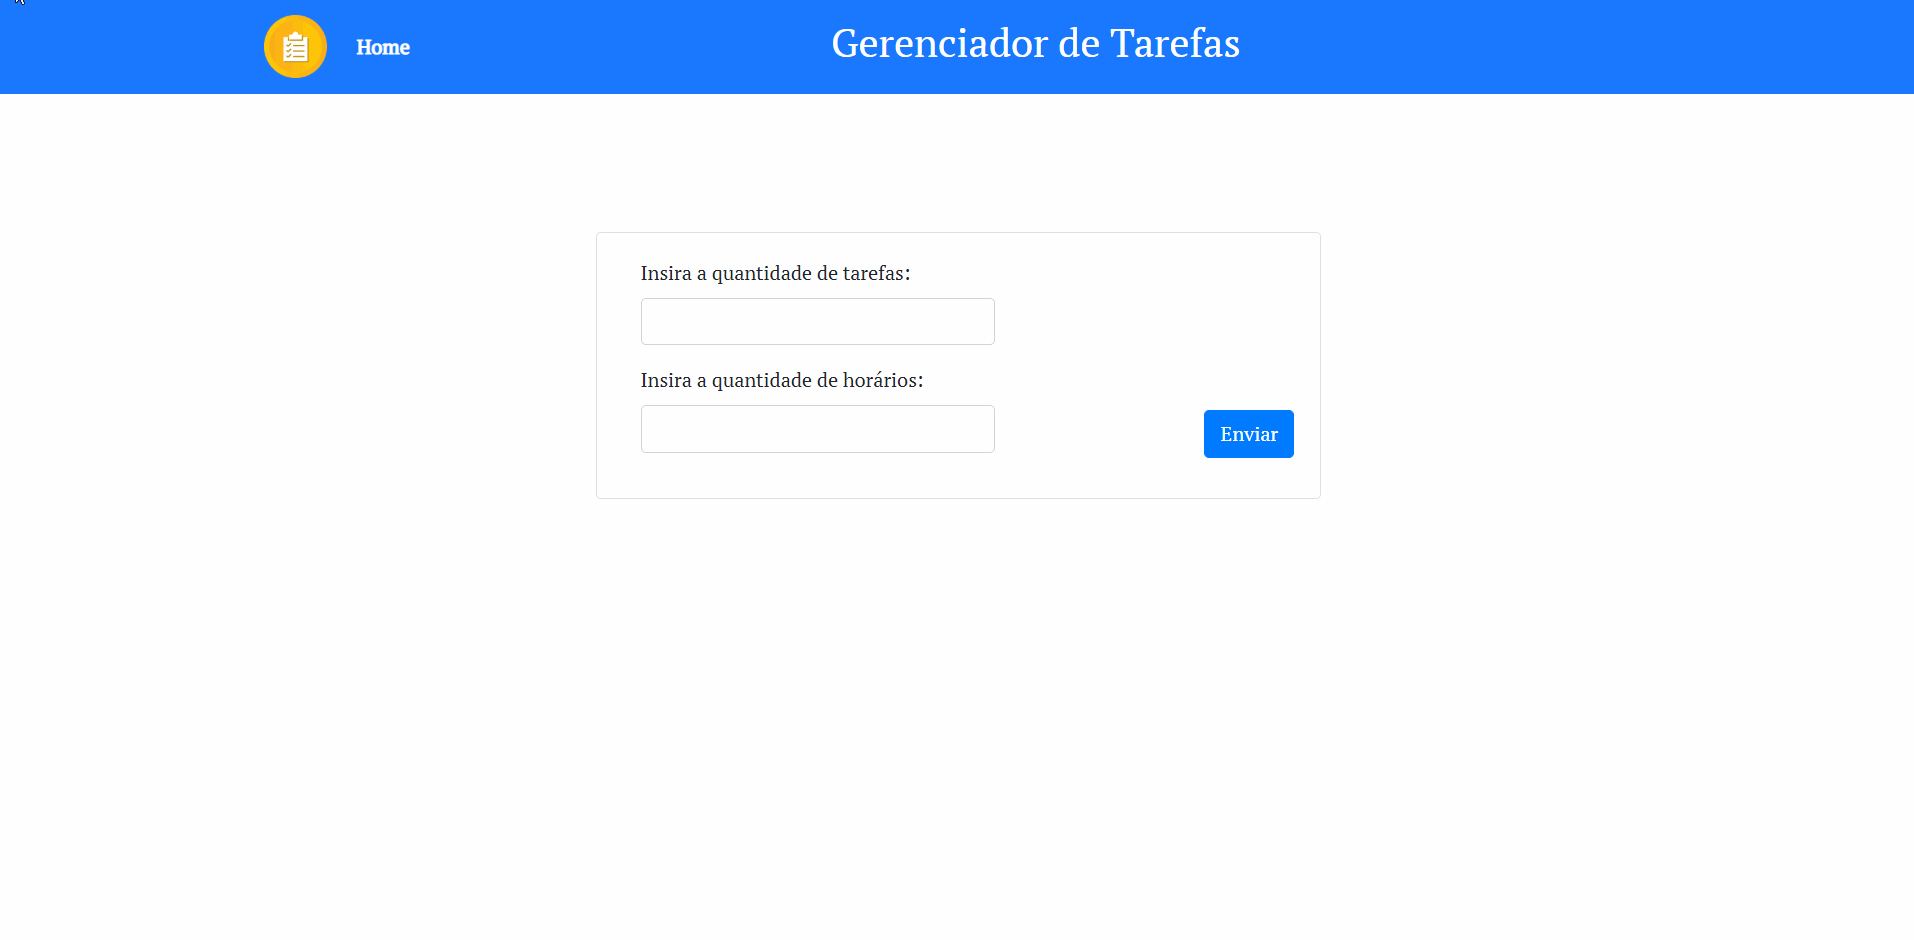 Home
Gerenciador de Tarefas
Insira a quantidade de tarefas:
Insira a quantidade de horários:
Enviar